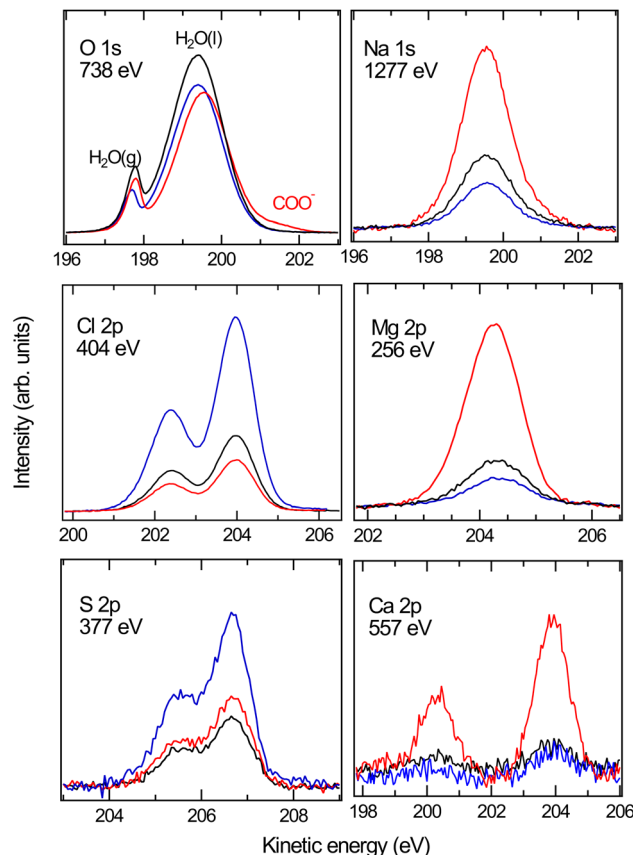 O 1s
738 eV
H₂O(l)
H₂O(g)
COO⁻
196 198 200 202
Na 1s
1277 eV
196 198 200 202
Cl 2p
404 eV
200 202 204 206
Mg 2p
256 eV
202 204 206
S 2p
377 eV
204 206 208
Ca 2p
557 eV
198 200 202 204 206
Intensity (arb. units)
Kinetic energy (eV)